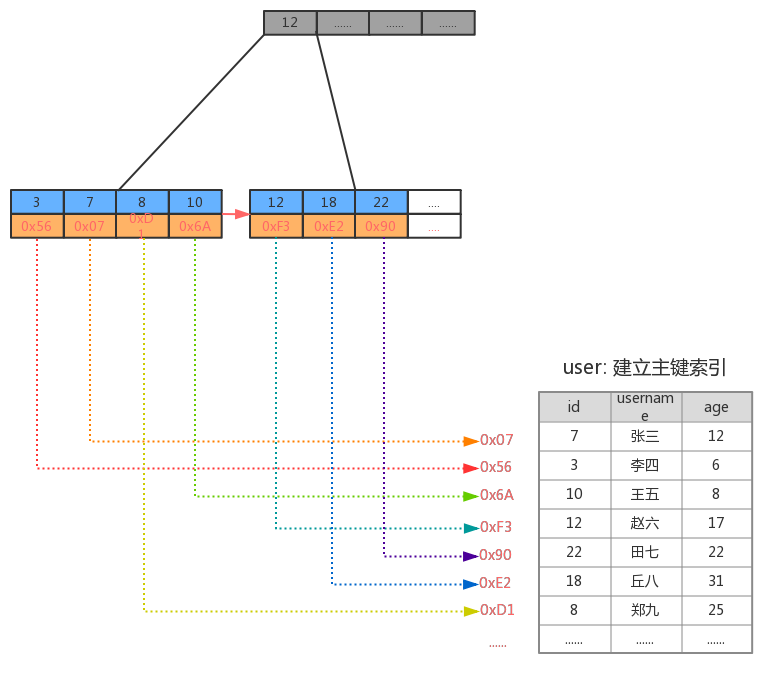 12 ...... ...... ......
3 7 8 10
0x56 0x07 0xD 0x6A
1
12 18 22 ....
0xF3 0xE2 0x90 ....
user: 建立主键索引
id usernam age
e
0x07 7 张三 12
0x56 3 李四 6
0x6A 10 王五 8
0xF3 12 赵六 17
0x90 22 田七 22
0xE2 18 丘八 31
0xD1 8 郑九 25
...... ...... ...... ......